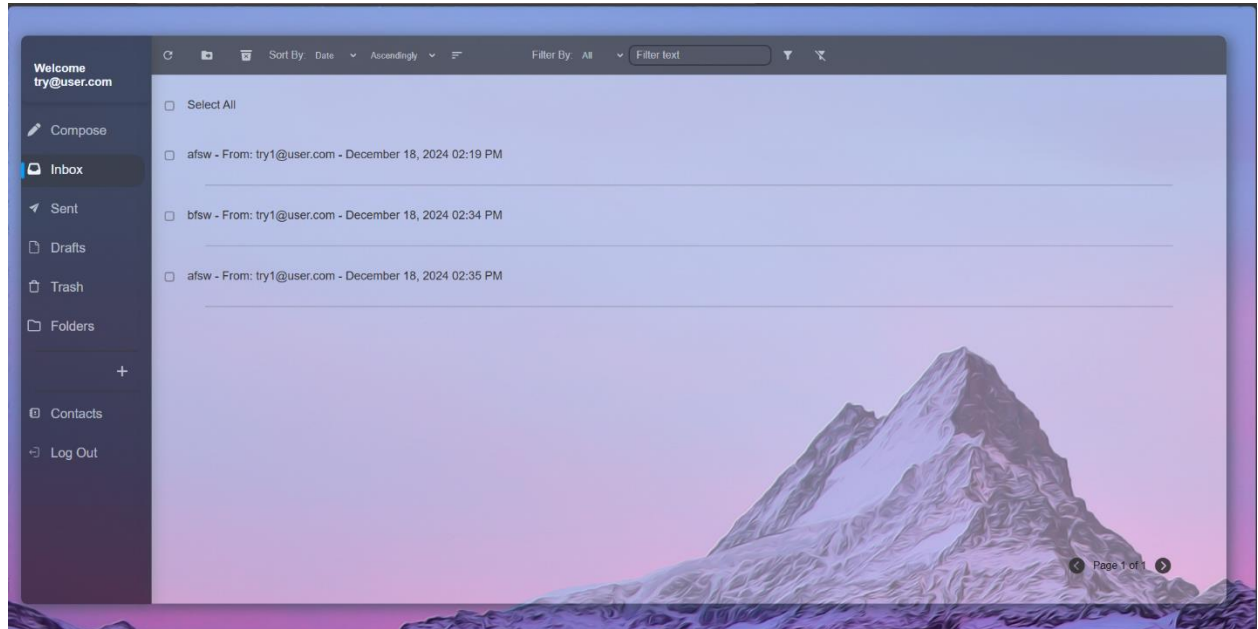 Welcome
try@user.com
Compose
Inbox
Sent
Drafts
Trash
Folders
+
Contacts
Log Out
Sort By: Date Ascendingly Filter By: All Filter text
Select All
afsw - From: try1@user.com - December 18, 2024 02:19 PM
bfsw - From: try1@user.com - December 18, 2024 02:34 PM
afsw - From: try1@user.com - December 18, 2024 02:35 PM
Page 1 of 1